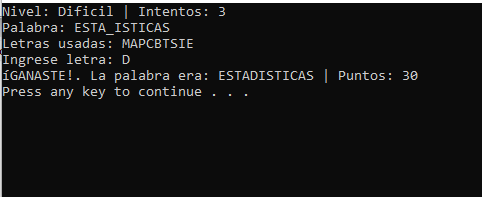 Nivel: Dificil | Intentos: 3
Palabra: ESTA_ISTICAS
Letras usadas: MAPCBTSIE
Ingrese letra: D
íGANASTE!. La palabra era: ESTADISTICAS | Puntos: 30
Press any key to continue . . .